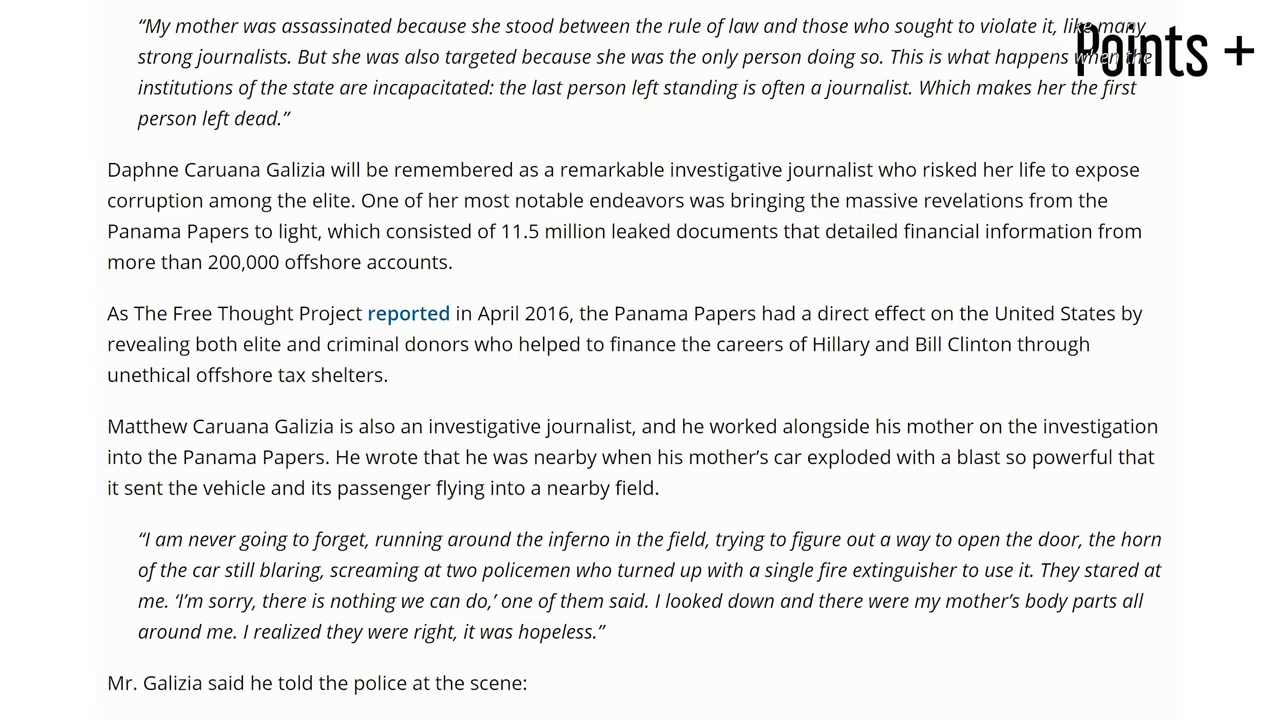 “My mother was assassinated because she stood between the rule of law and those who sought to violate it, like many
strong journalists. But she was also targeted because she was the only person doing so. This is what happens when the
institutions of the state are incapacitated: the last person left standing is often a journalist. Which makes her the first
person left dead.”
Points +
Daphne Caruana Galizia will be remembered as a remarkable investigative journalist who risked her life to expose
corruption among the elite. One of her most notable endeavors was bringing the massive revelations from the
Panama Papers to light, which consisted of 11.5 million leaked documents that detailed financial information from
more than 200,000 offshore accounts.
As The Free Thought Project reported in April 2016, the Panama Papers had a direct effect on the United States by
revealing both elite and criminal donors who helped to finance the careers of Hillary and Bill Clinton through
unethical offshore tax shelters.
Matthew Caruana Galizia is also an investigative journalist, and he worked alongside his mother on the investigation
into the Panama Papers. He wrote that he was nearby when his mother’s car exploded with a blast so powerful that
it sent the vehicle and its passenger flying into a nearby field.
“I am never going to forget, running around the inferno in the field, trying to figure out a way to open the door, the horn
of the car still blaring, screaming at two policemen who turned up with a single fire extinguisher to use it. They stared at
me. ‘I’m sorry, there is nothing we can do,’ one of them said. I looked down and there were my mother’s body parts all
around me. I realized they were right, it was hopeless.”
Mr. Galizia said he told the police at the scene: